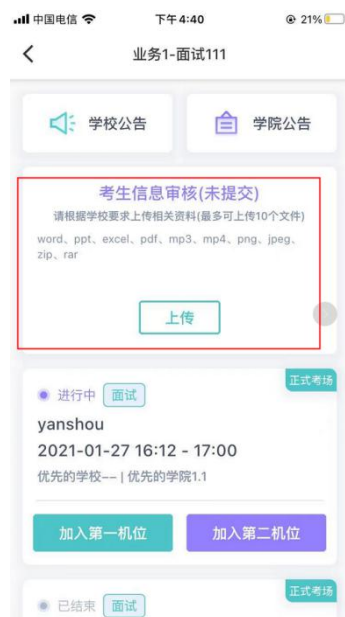 中国电信 下午4:40 21%
业务1-面试111
学校公告 学院公告
考生信息审核(未提交)
请根据学校要求上传相关资料(最多可上传10个文件)
word、ppt、excel、pdf、mp3、mp4、png、jpeg、
zip、rar
上传
正式考场
进行中 面试
yanshou
2021-01-27 16:12 - 17:00
优先的学校-- | 优先的学院1.1
加入第一机位 加入第二机位
正式考场
已结束 面试